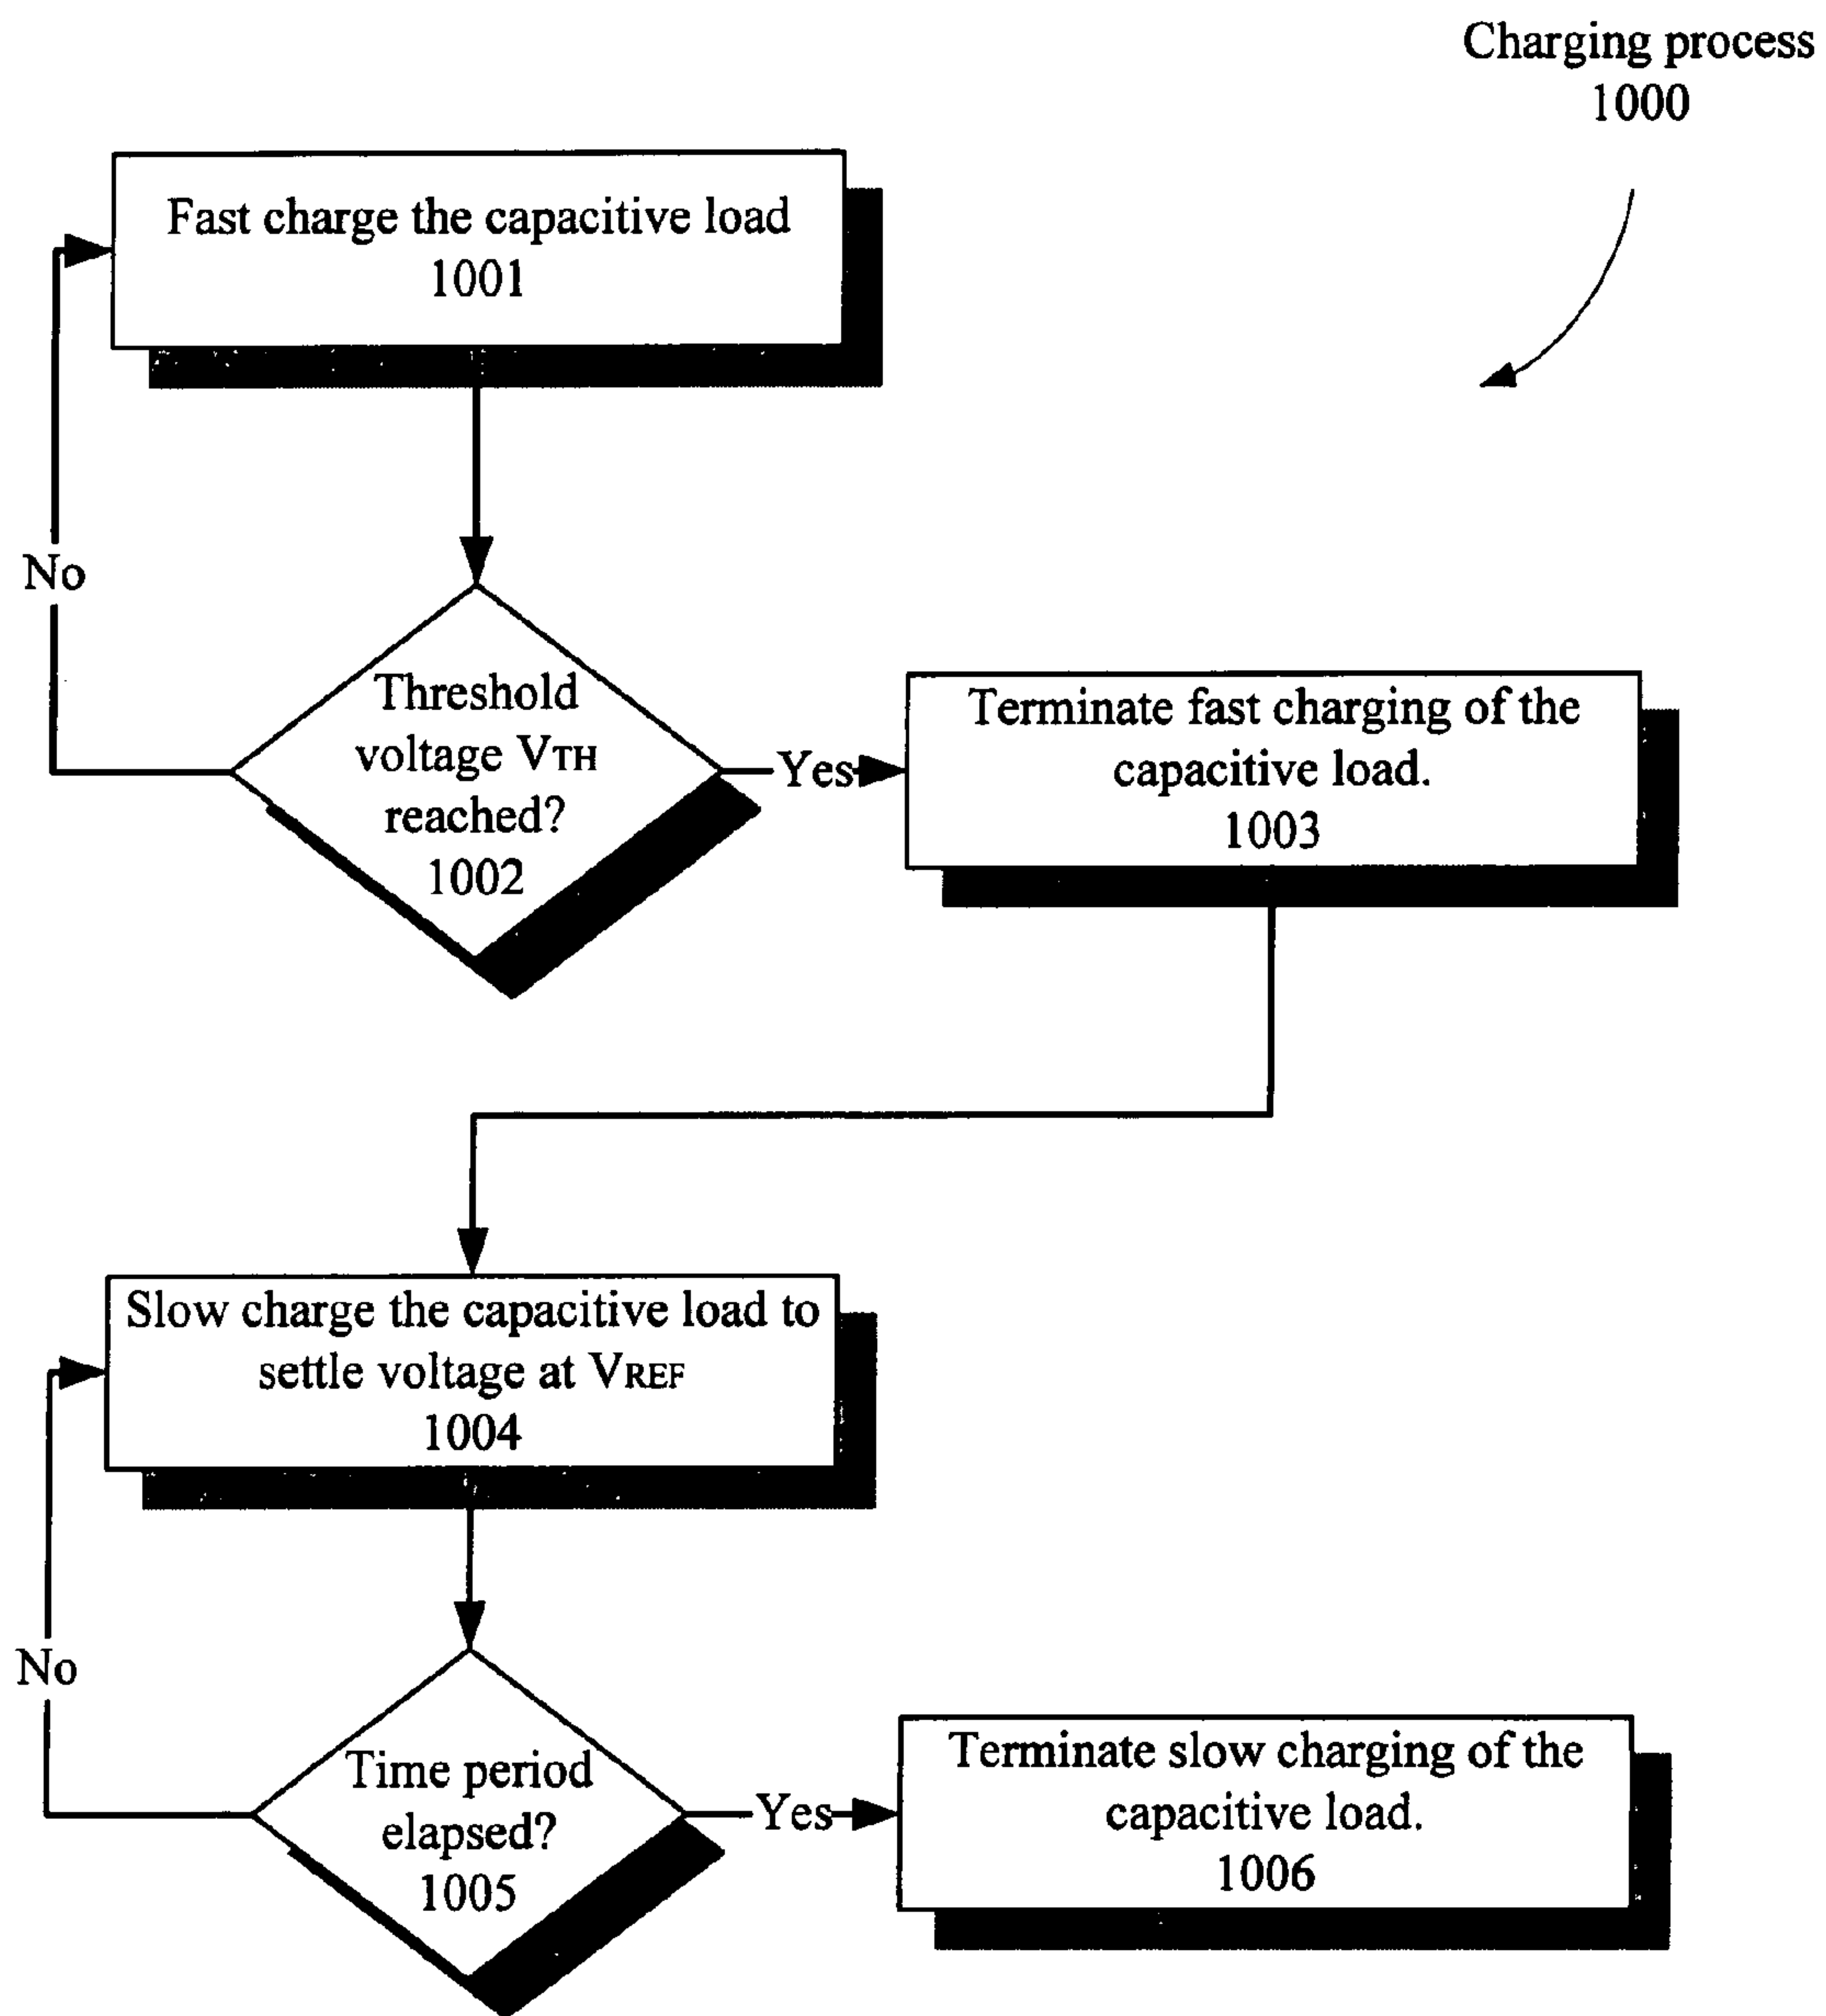 Charging process
1000
Fast charge the capacitive load
1001
No
Threshold
voltage VTH
reached?
1002
Yes
Terminate fast charging of the
capacitive load.
1003
Slow charge the capacitive load to
settle voltage at VREF
1004
No
Time period
elapsed?
1005
Yes
Terminate slow charging of the
capacitive load.
1006